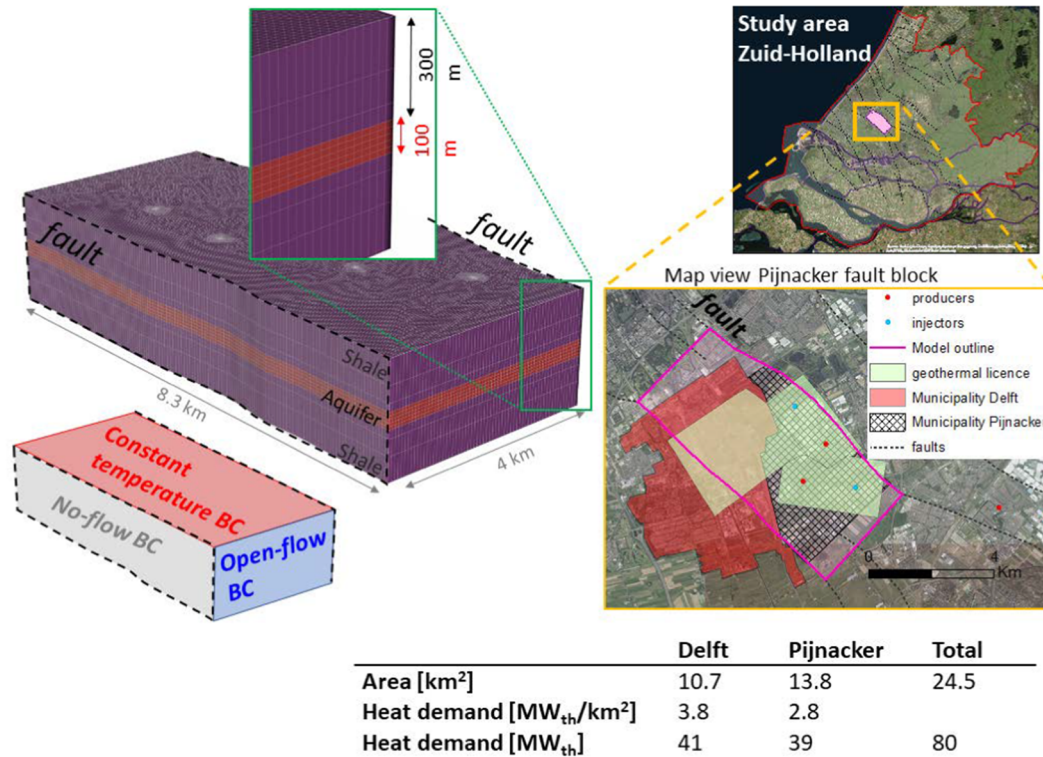 300
m
100
m
fault
fault
Shale
Aquifer
Shale
8.3 km
4 km
Constant
temperature BC
No-flow BC
Open-flow
BC
Study area
Zuid-Holland
Map view Pijnacker fault block
fault
producers
injectors
Model outline
geothermal licence
Municipality Delft
Municipality Pijnacker
faults
0 4
Km
Delft Pijnacker Total
Area [km²] 10.7 13.8 24.5
Heat demand [MWth/km²] 3.8 2.8
Heat demand [MWth] 41 39 80